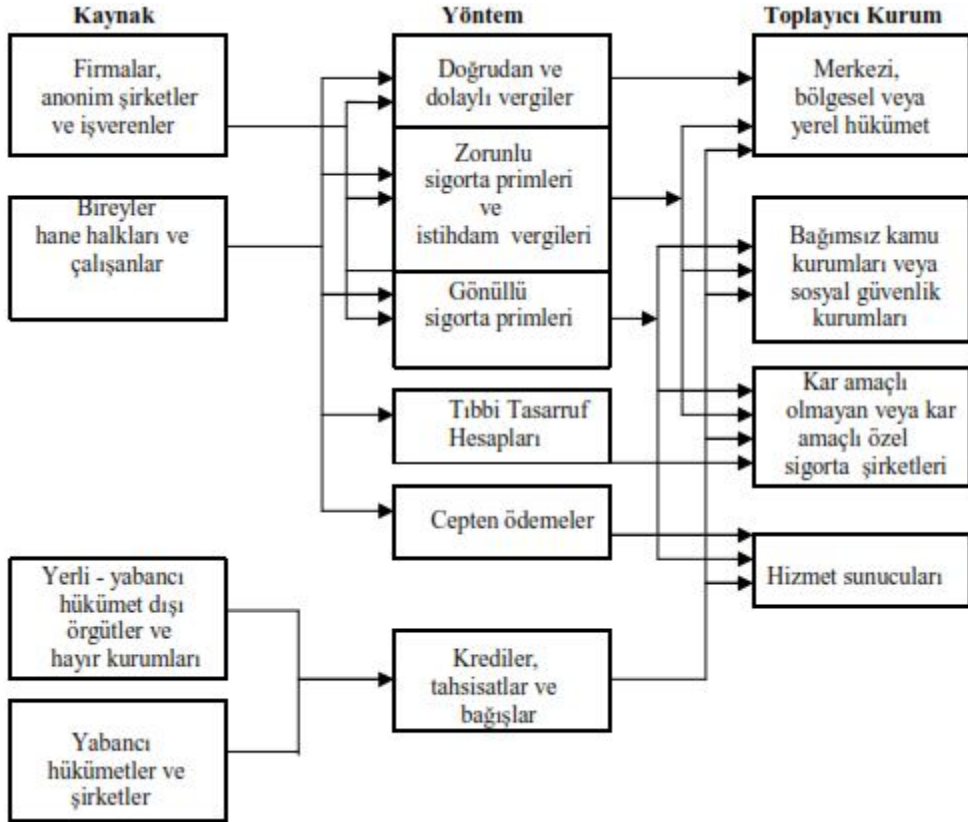 Kaynak
Yöntem
Toplayıcı Kurum
Firmalar,
anonim şirketler
ve işverenler
Bireyler
hane halkları ve
çalışanlar
Yerli - yabancı
hükümet dışı
örgütler ve
hayır kurumları
Yabancı
hükümetler ve
şirketler
Doğrudan ve
dolaylı vergiler
Zorunlu
sigorta primleri
ve
istihdam vergileri
Gönüllü
sigorta primleri
Tıbbi Tasarruf
Hesapları
Cepten ödemeler
Krediler,
tahsisatlar ve
bağışlar
Merkezi,
bölgesel veya
yerel hükümet
Bağımsız kamu
kurumları veya
sosyal güvenlik
kurumları
Kar amaçlı
olmayan veya kar
amaçlı özel
sigorta şirketleri
Hizmet sunucuları